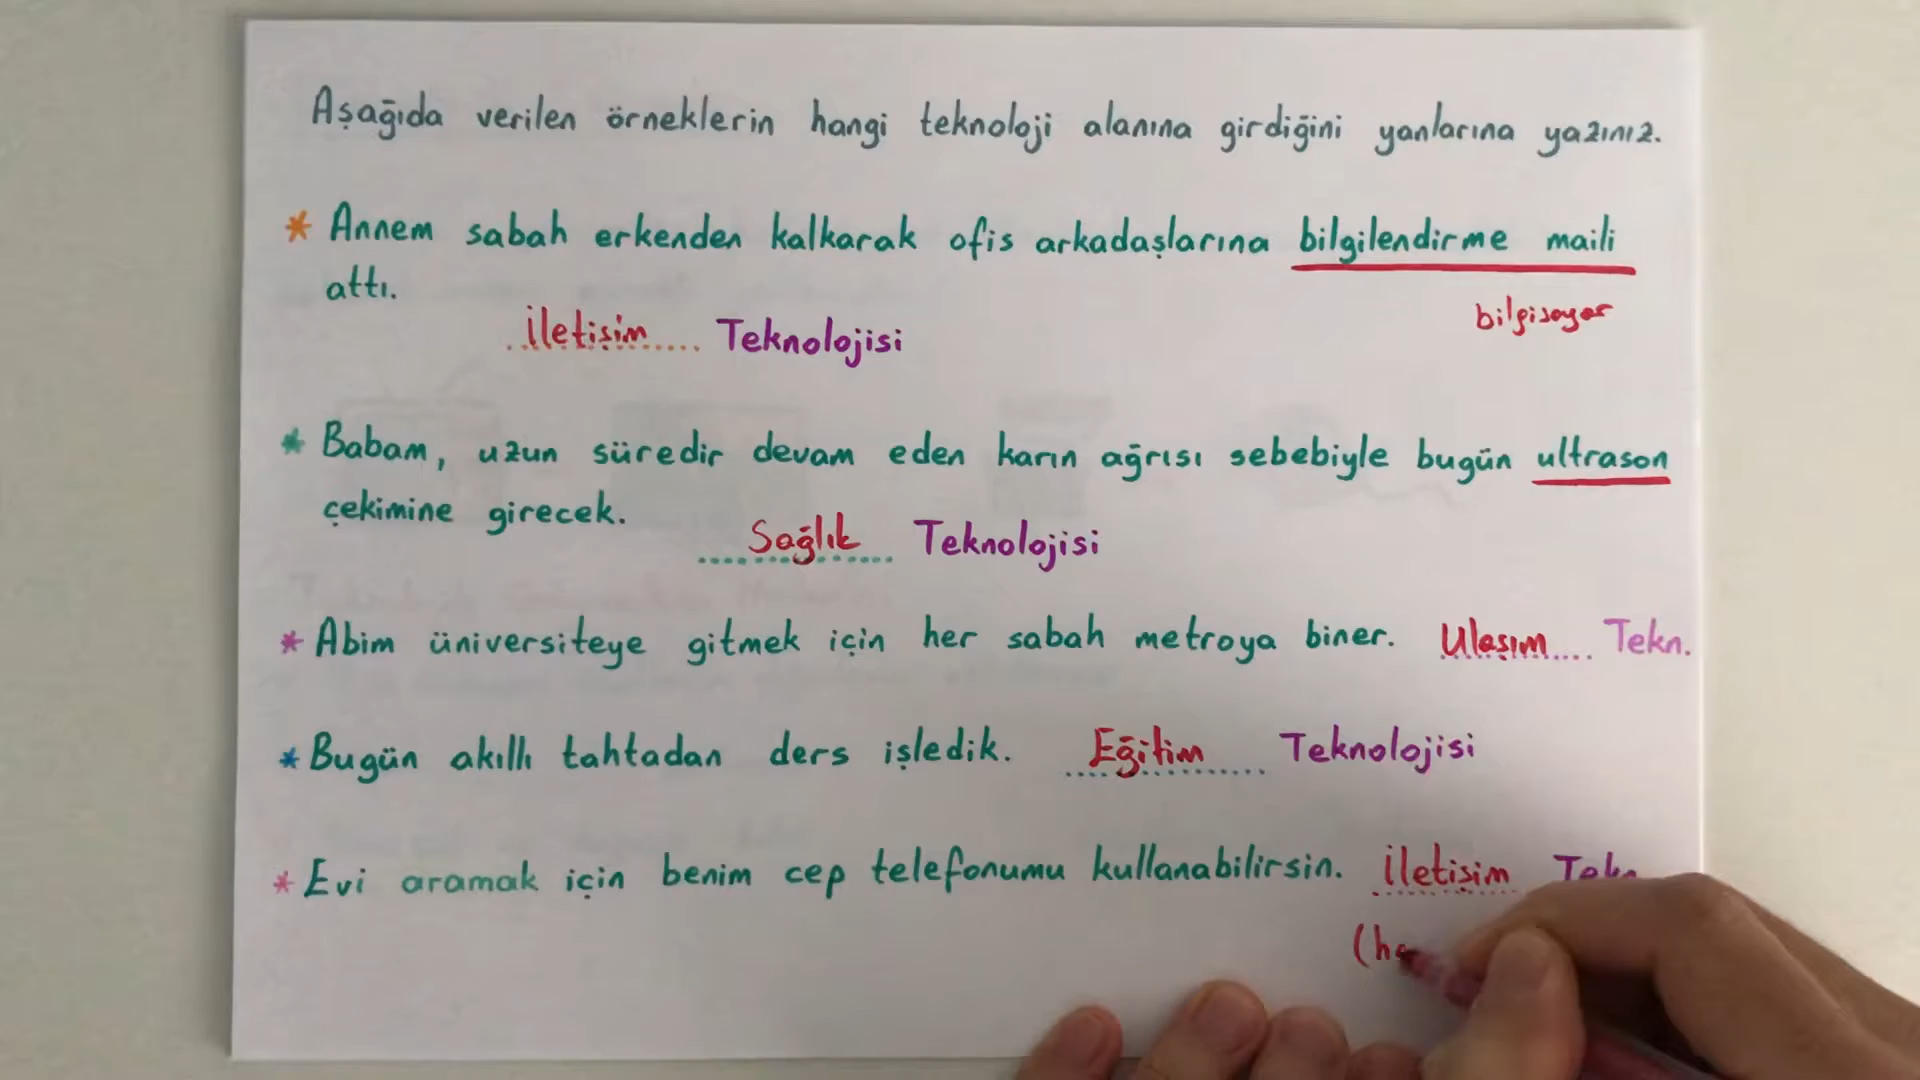 Aşağıda verilen örneklerin hangi teknoloji alanına girdiğini yanlarına yazınız.
* Annem sabah erkenden kalkarak ofis arkadaşlarına bilgilendirme maili
attı.
bilgisayar
İletişim Teknolojisi
* Babam, uzun süredir devam eden karın ağrısı sebebiyle bugün ultrason
çekimine girecek.
Sağlık Teknolojisi
* Abim üniversiteye gitmek için her sabah metroya biner. Ulaşım Tekn.
* Bugün akıllı tahtadan ders işledik. Eğitim Teknolojisi
* Evi aramak için benim cep telefonumu kullanabilirsin. İletişim